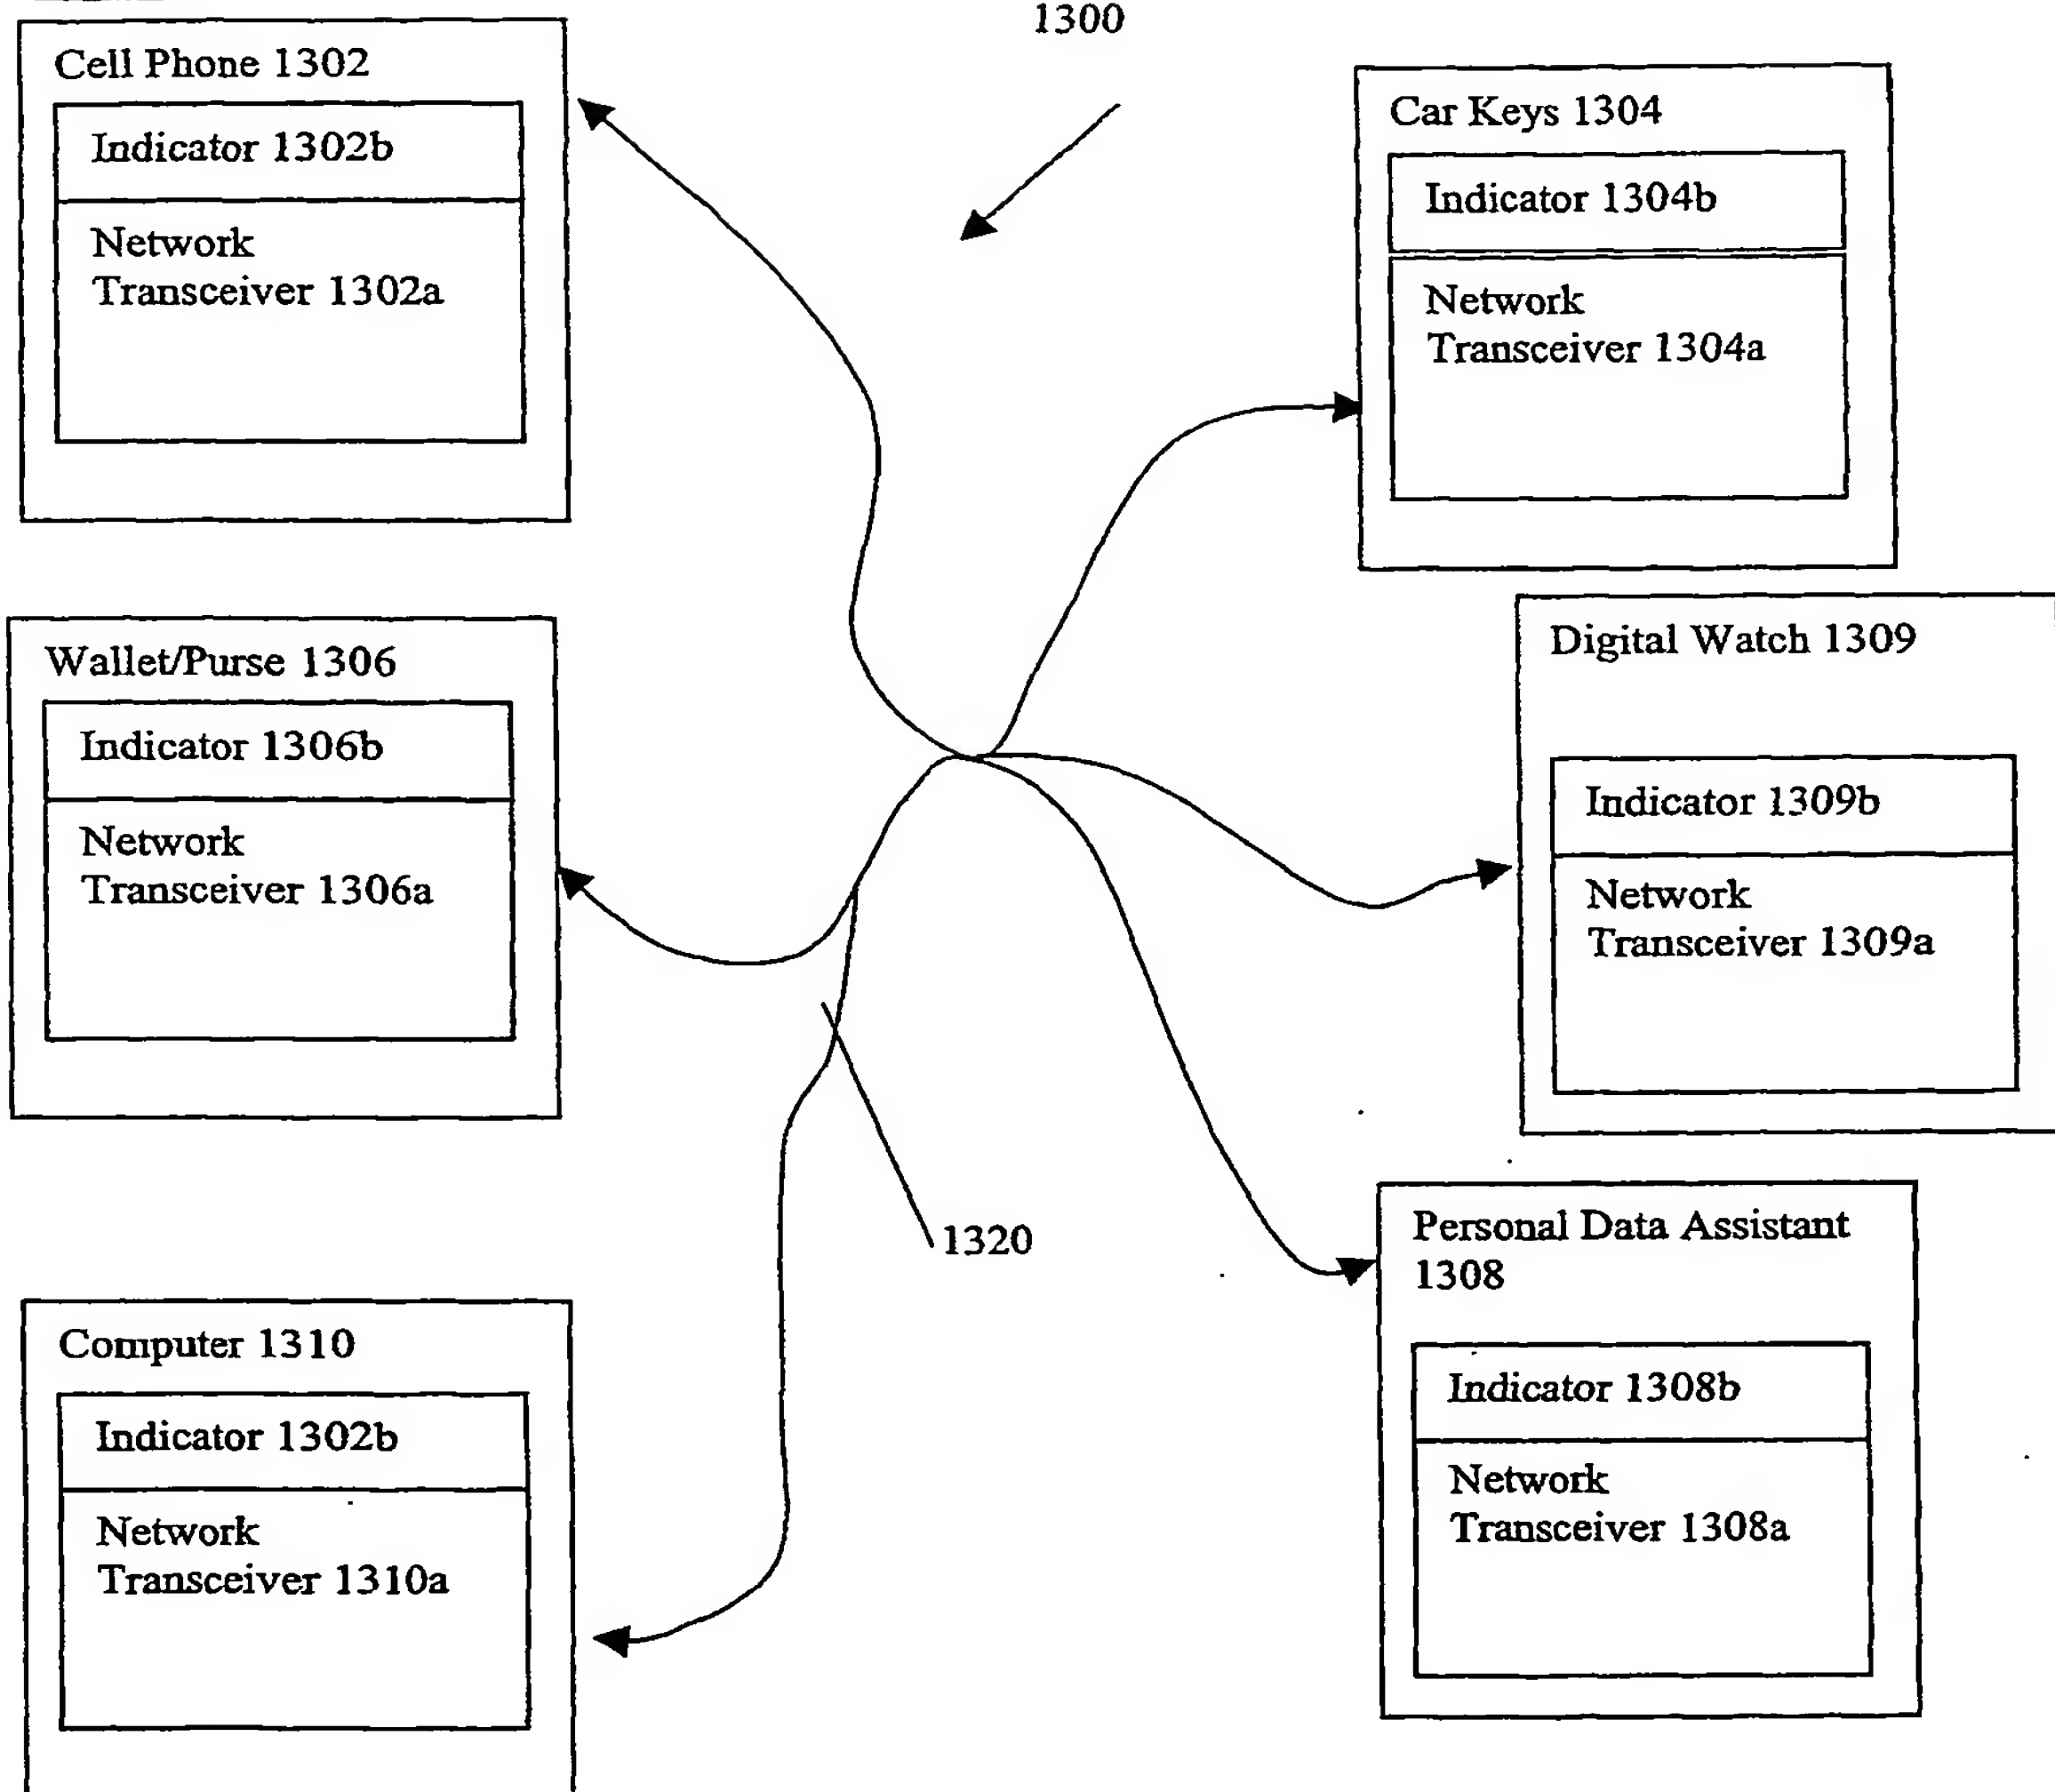 1300
Cell Phone 1302
Indicator 1302b
Network
Transceiver 1302a
Car Keys 1304
Indicator 1304b
Network
Transceiver 1304a
Wallet/Purse 1306
Indicator 1306b
Network
Transceiver 1306a
Digital Watch 1309
Indicator 1309b
Network
Transceiver 1309a
1320
Personal Data Assistant
1308
Indicator 1308b
Network
Transceiver 1308a
Computer 1310
Indicator 1302b
Network
Transceiver 1310a